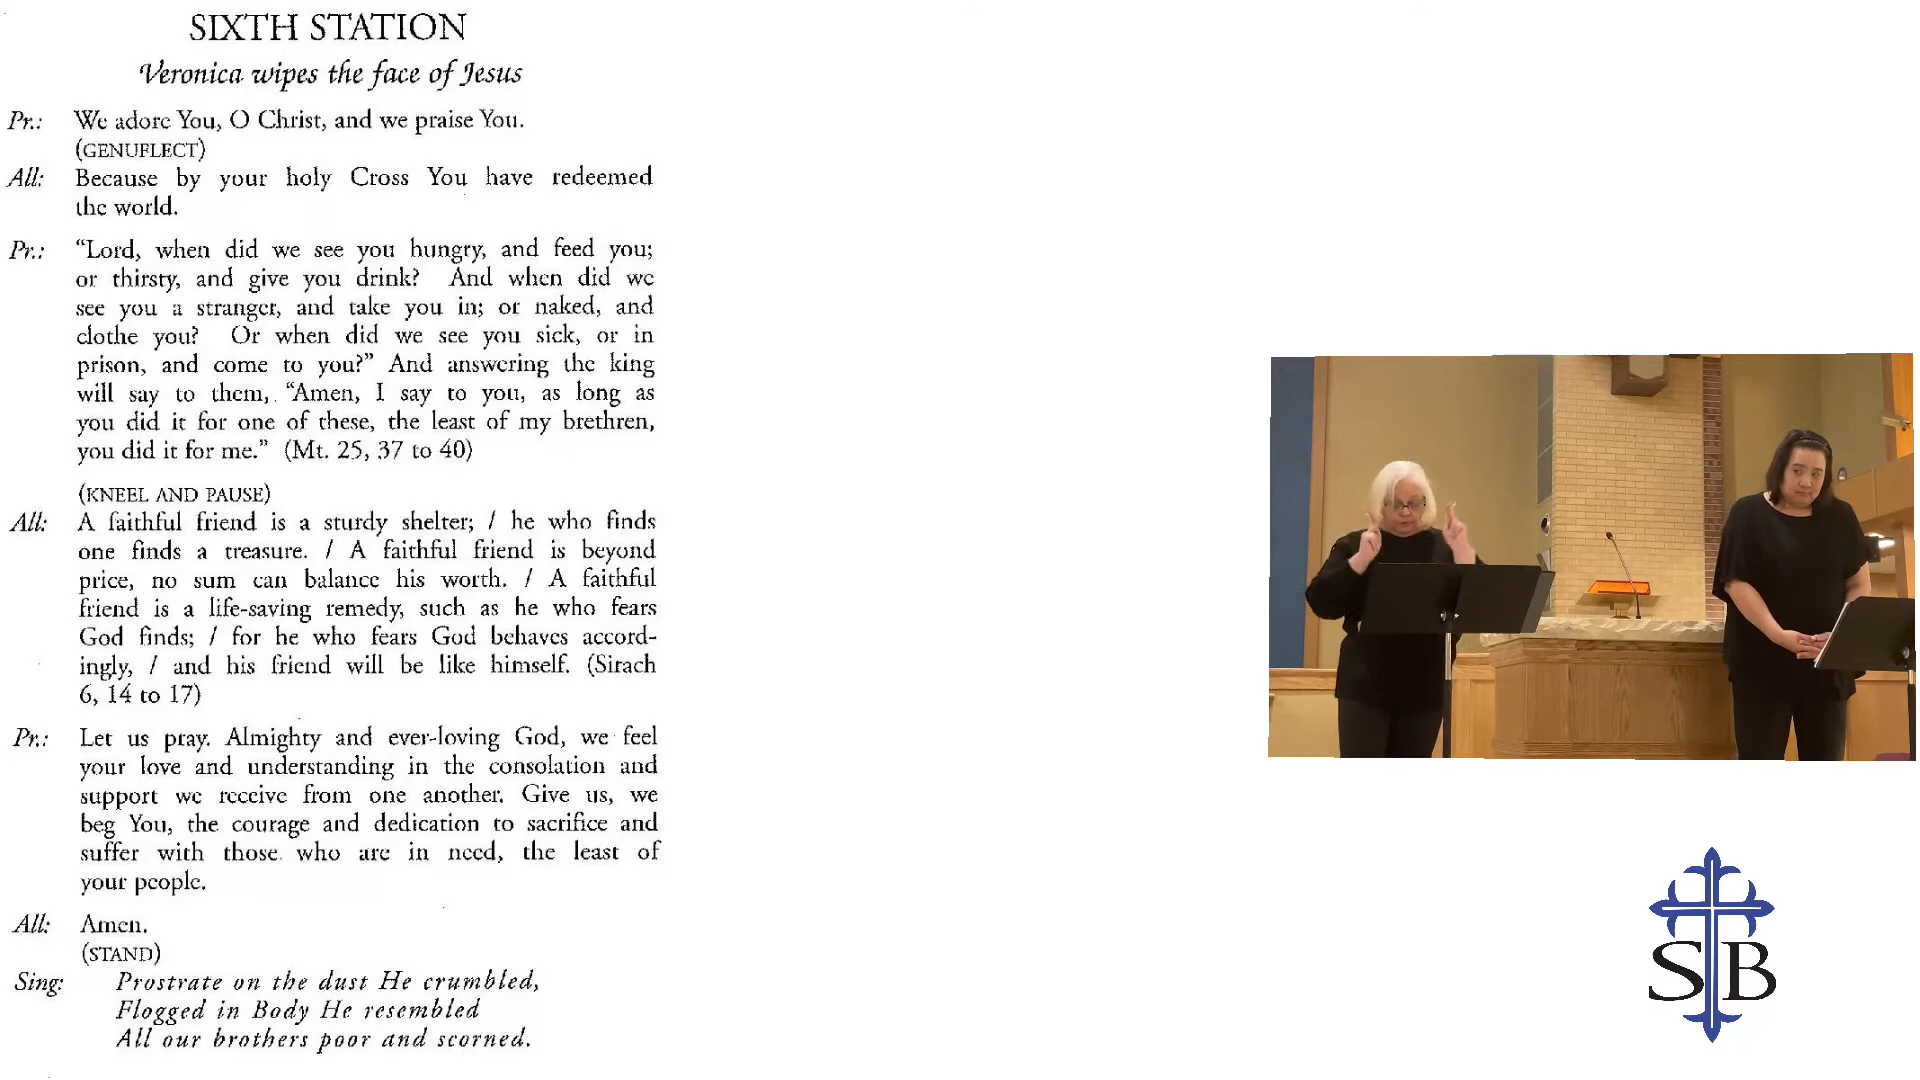 SIXTH STATION
Veronica wipes the face of Jesus
Pr.: We adore You, O Christ, and we praise You.
(GENUFLECT)
All: Because by your holy Cross You have redeemed
the world.
Pr.: “Lord, when did we see you hungry, and feed you;
or thirsty, and give you drink? And when did we
see you a stranger, and take you in; or naked, and
clothe you? Or when did we see you sick, or in
prison, and come to you?” And answering the king
will say to them, “Amen, I say to you, as long as
you did it for one of these, the least of my brethren,
you did it for me.” (Mt. 25, 37 to 40)
(KNEEL AND PAUSE)
All: A faithful friend is a sturdy shelter; / he who finds
one finds a treasure. / A faithful friend is beyond
price, no sum can balance his worth. / A faithful
friend is a life-saving remedy, such as he who fears
God finds; / for he who fears God behaves accord-
ingly, / and his friend will be like himself. (Sirach
6, 14 to 17)
Pr.: Let us pray. Almighty and ever-loving God, we feel
your love and understanding in the consolation and
support we receive from one another. Give us, we
beg You, the courage and dedication to sacrifice and
suffer with those who are in need, the least of
your people.
All: Amen.
(STAND)
Sing: Prostrate on the dust He crumbled,
Flogged in Body He resembled
All our brothers poor and scorned.
SB